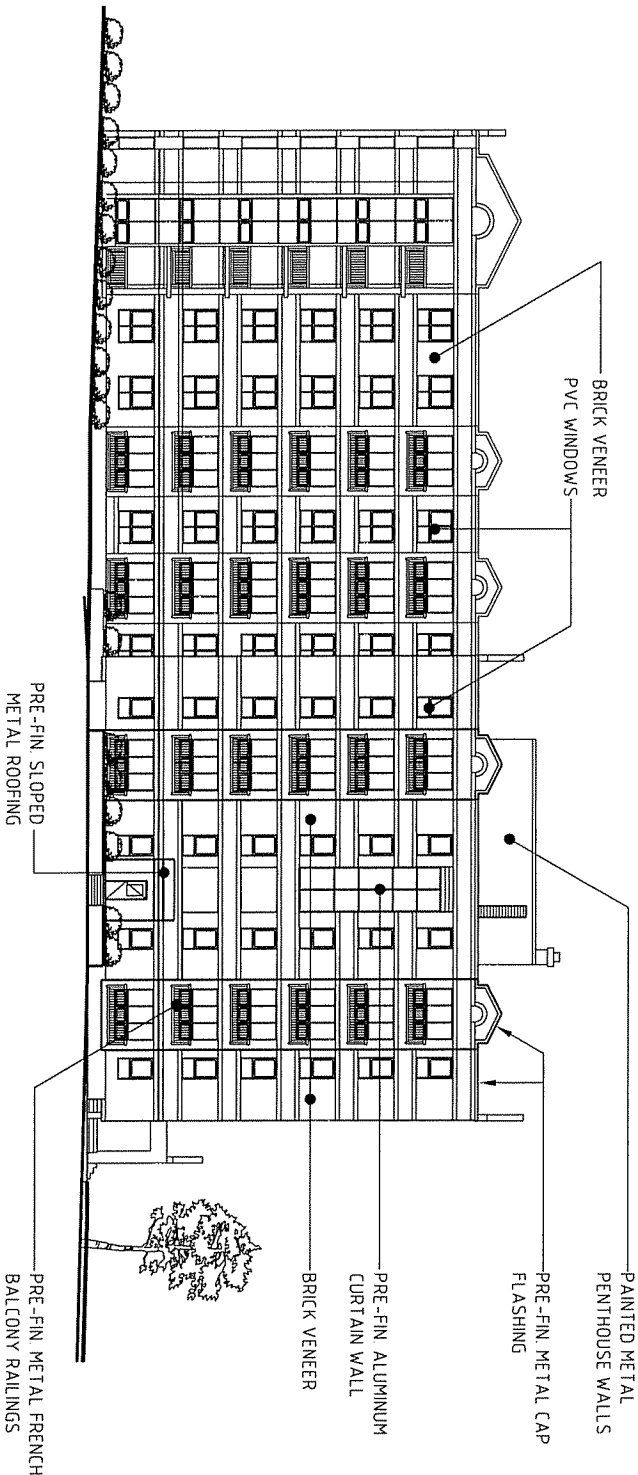 BRICK VENEER
PVC WINDOWS
PAINTED METAL
PENTHOUSE WALLS
PRE-FIN. METAL CAP
FLASHING
PRE-FIN. ALUMINUM
CURTAIN WALL
BRICK VENEER
PRE-FIN. SLOPED
METAL ROOFING
PRE-FIN. METAL FRENCH
BALCONY RAILINGS